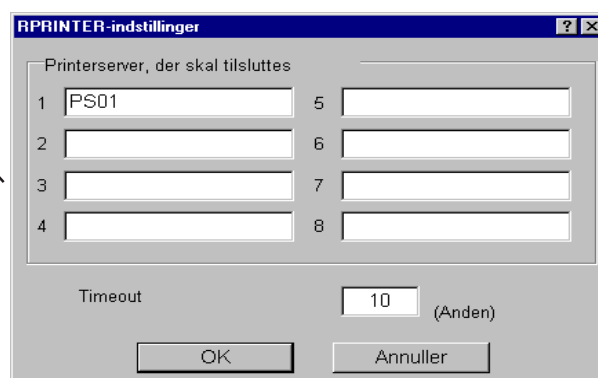 RPRINTER-indstillinger
Printerserver, der skal tilsluttes
1 PS01 5
2 6
3 7
4 8
Timeout 10 (Anden)
OK Annuller